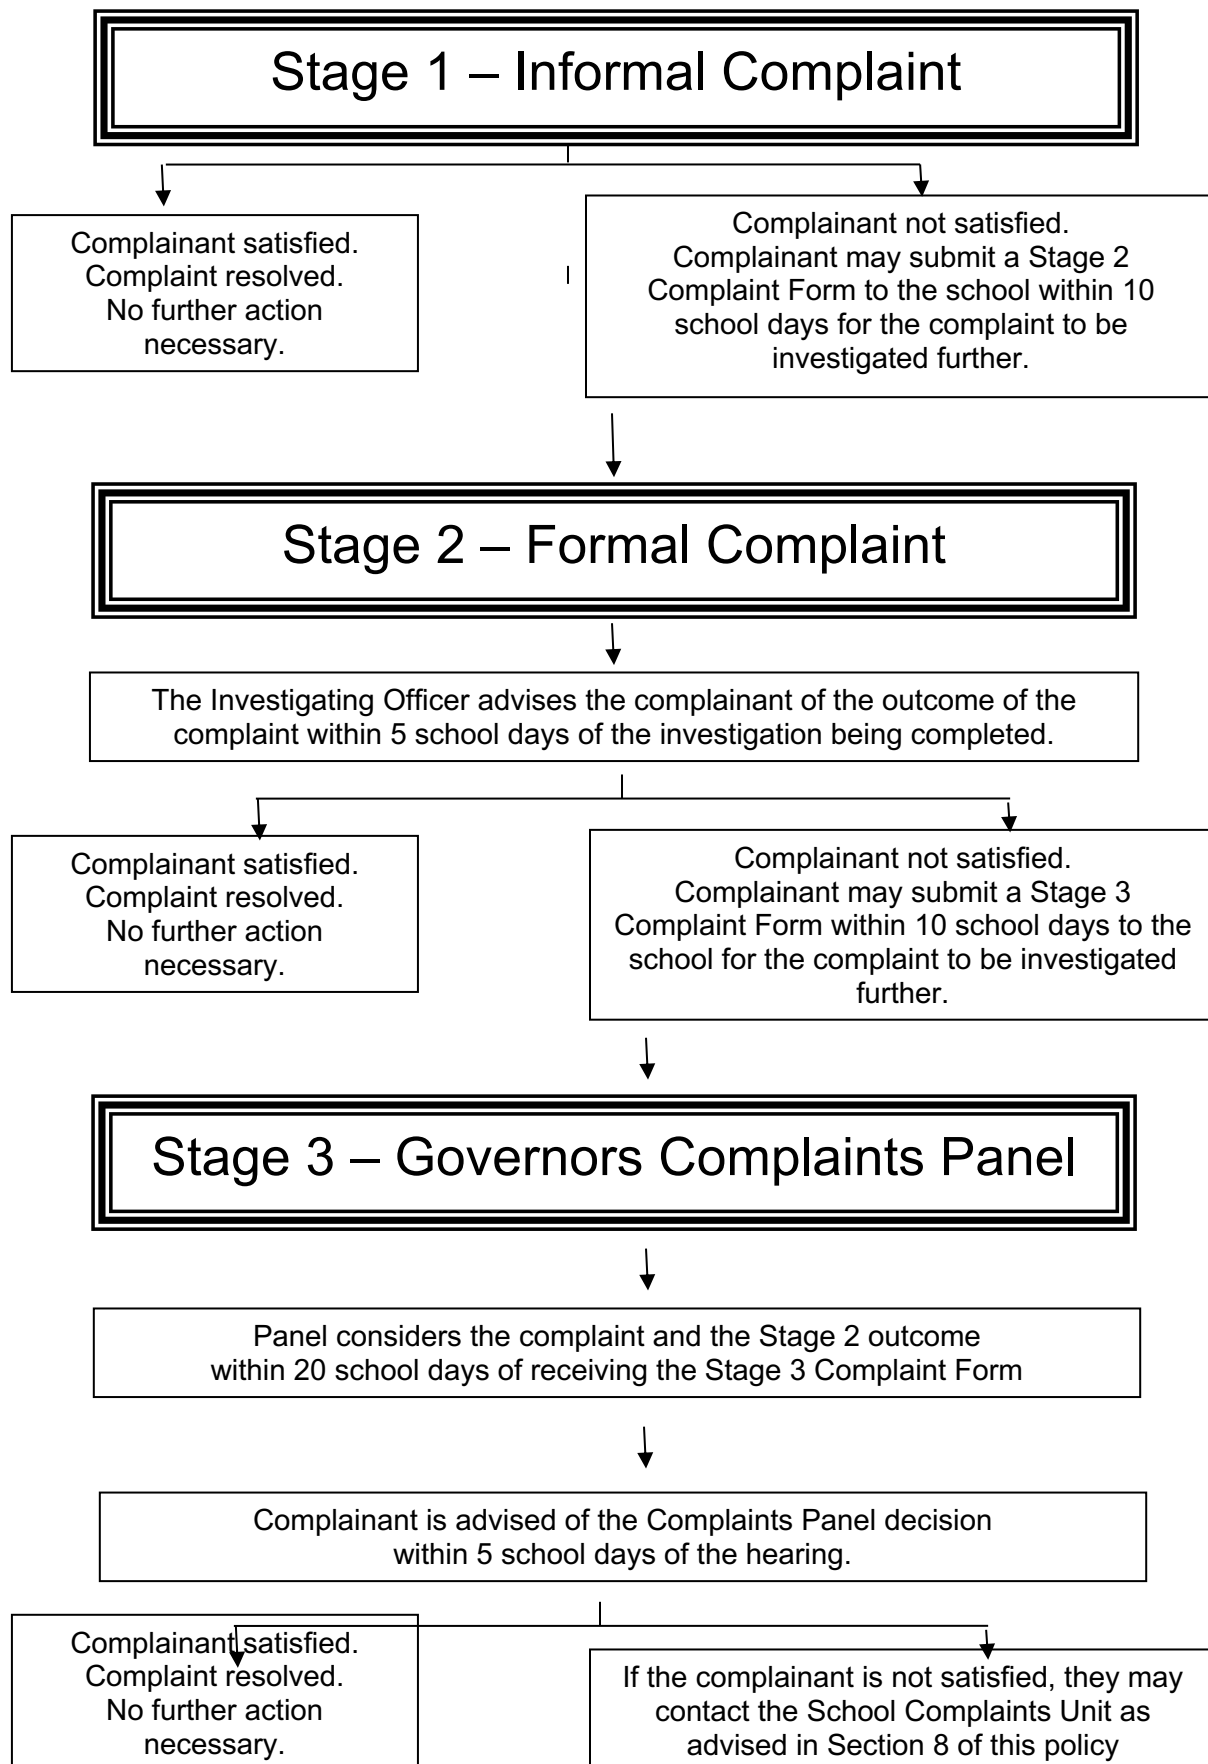 Stage 1 – Informal Complaint
Complainant satisfied.
Complaint resolved.
No further action
necessary.
Complainant not satisfied.
Complainant may submit a Stage 2
Complaint Form to the school within 10
school days for the complaint to be
investigated further.
Stage 2 – Formal Complaint
The Investigating Officer advises the complainant of the outcome of the
complaint within 5 school days of the investigation being completed.
Complainant satisfied.
Complaint resolved.
No further action
necessary.
Complainant not satisfied.
Complainant may submit a Stage 3
Complaint Form within 10 school days to the
school for the complaint to be investigated
further.
Stage 3 – Governors Complaints Panel
Panel considers the complaint and the Stage 2 outcome
within 20 school days of receiving the Stage 3 Complaint Form
Complainant is advised of the Complaints Panel decision
within 5 school days of the hearing.
Complainant satisfied.
Complaint resolved.
No further action
necessary.
If the complainant is not satisfied, they may
contact the School Complaints Unit as
advised in Section 8 of this policy